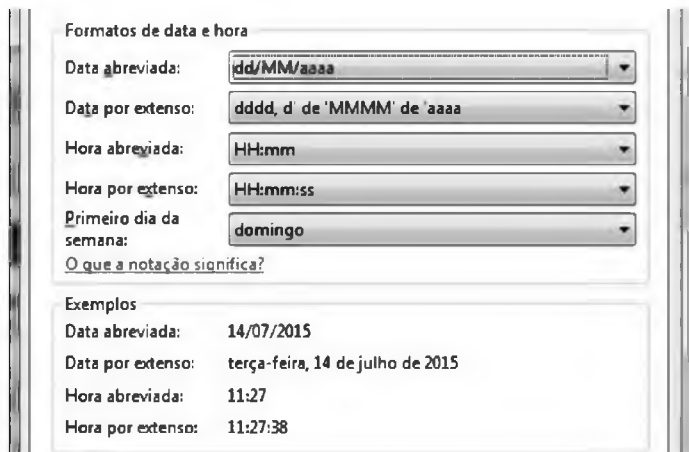 Formatos de data e hora
Data abreviada: dd/MM/aaaa
Data por extenso: dddd, d' de 'MMMM' de 'aaaa
Hora abreviada: HH:mm
Hora por extenso: HH:mm:ss
Primeiro dia da semana: domingo
O que a notação significa?
Exemplos
Data abreviada: 14/07/2015
Data por extenso: terça-feira, 14 de julho de 2015
Hora abreviada: 11:27
Hora por extenso: 11:27:38